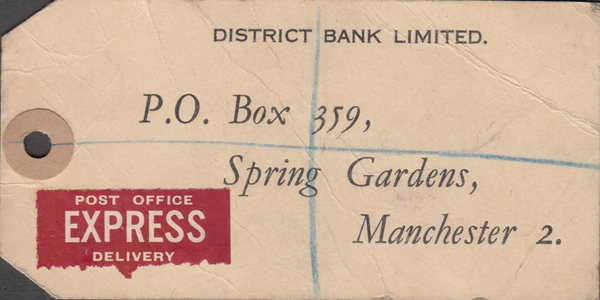 DISTRICT BANK LIMITED.
P.O. Box 359,
Spring Gardens,
Manchester 2.
POST OFFICE
EXPRESS
DELIVERY